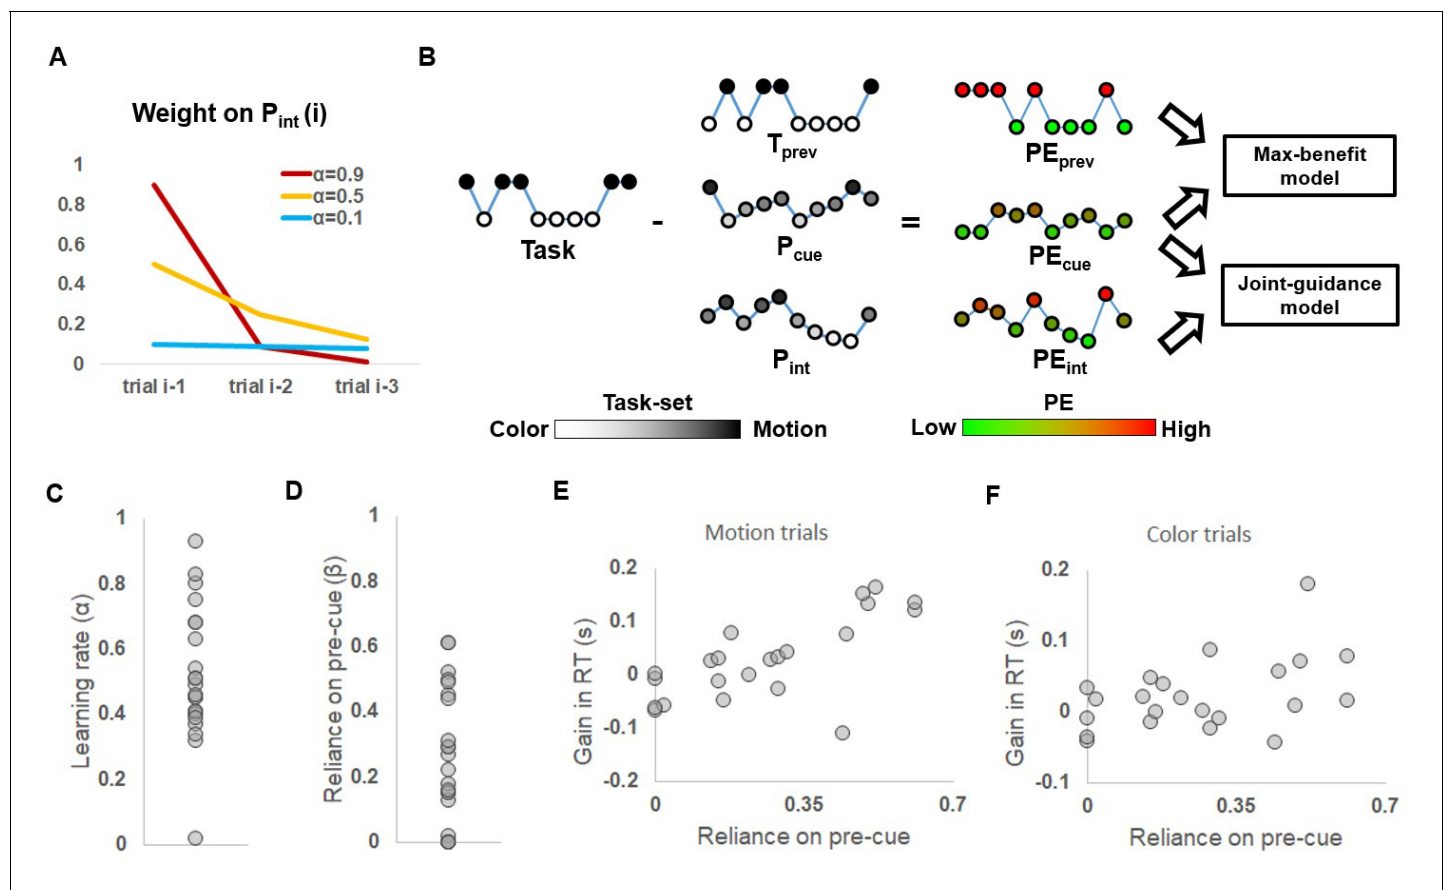 A
B
Weight on Pint (i)
1
0.8
0.6
0.4
0.2
0
α=0.9
α=0.5
α=0.1
trial i-1
trial i-2
trial i-3
Task
-
Tprev
Pcue
Pint
=
PEprev
PEcue
PEint
Max-benefit
model
Joint-guidance
model
Task-set
Color
Motion
PE
Low
High
C
Learning rate (α)
1
0.8
0.6
0.4
0.2
0
D
Reliance on pre-cue (β)
1
0.8
0.6
0.4
0.2
0
E
Motion trials
Gain in RT (s)
0.2
0.1
0
-0.1
-0.2
0
0.35
0.7
Reliance on pre-cue
F
Color trials
Gain in RT (s)
0.2
0.1
0
-0.1
0
0.35
0.7
Reliance on pre-cue